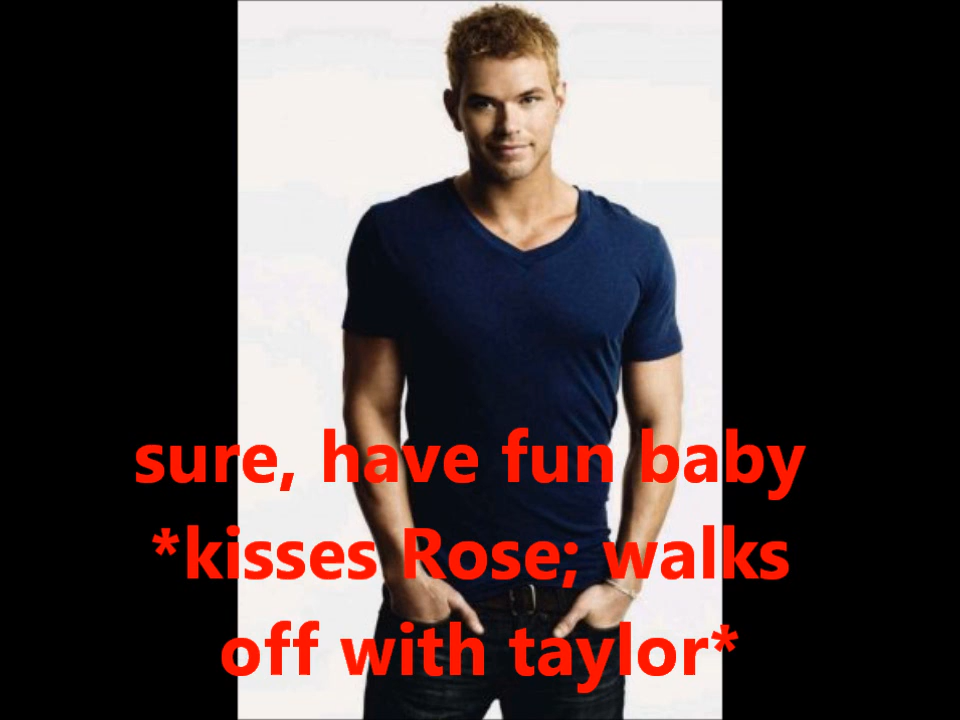 sure, have fun baby
*kisses Rose; walks
off with taylor*